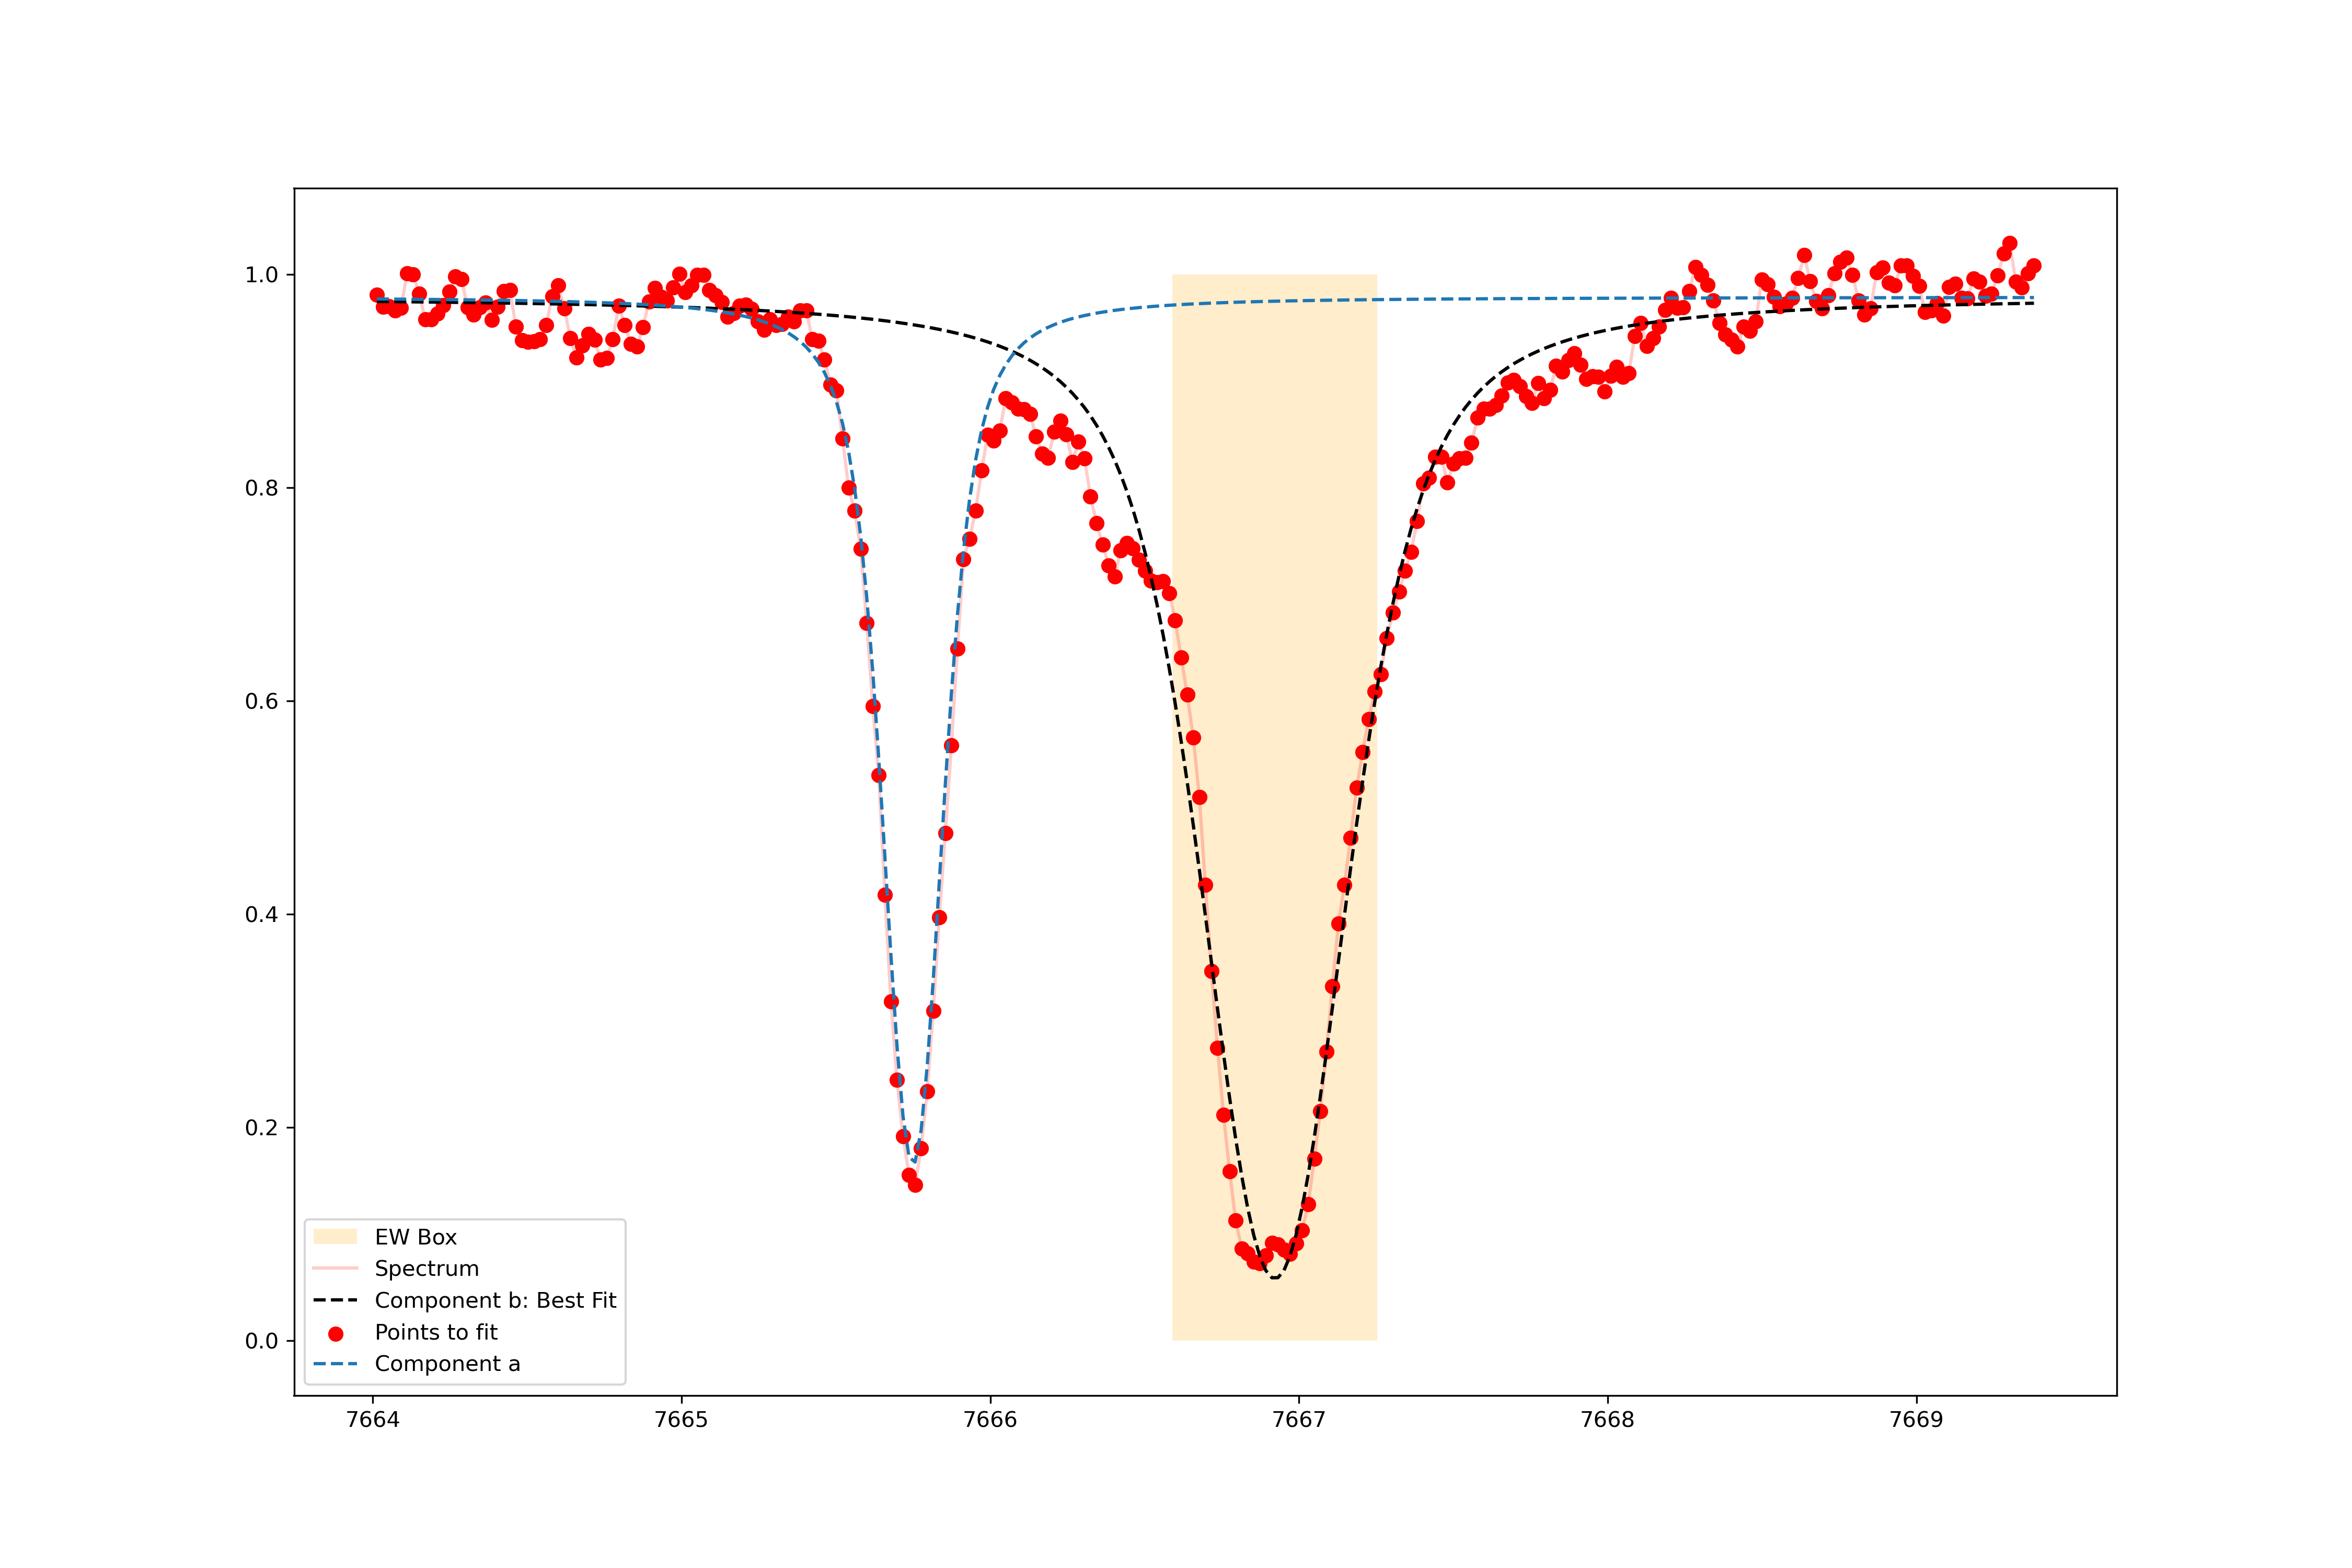 1.0
0.8
0.6
0.4
0.2
0.0
EW Box
Spectrum
Component b: Best Fit
Points to fit
Component a
7664 7665 7666 7667 7668 7669